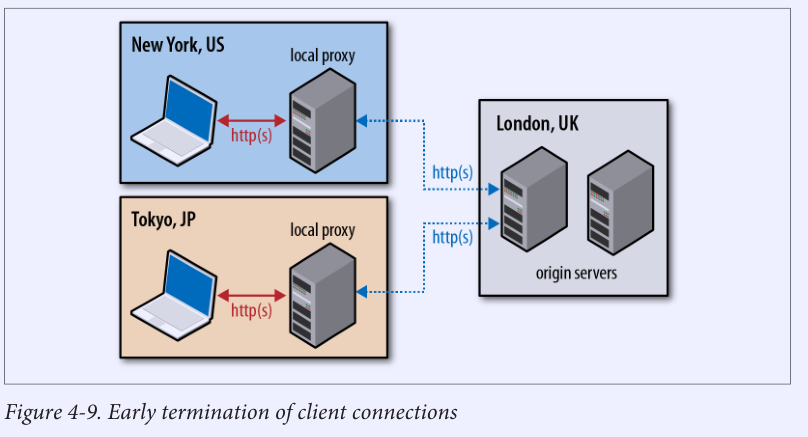 New York, US
local proxy
http(s)
http(s)
London, UK
origin servers
Tokyo, JP
local proxy
http(s)
http(s)
Figure 4-9. Early termination of client connections